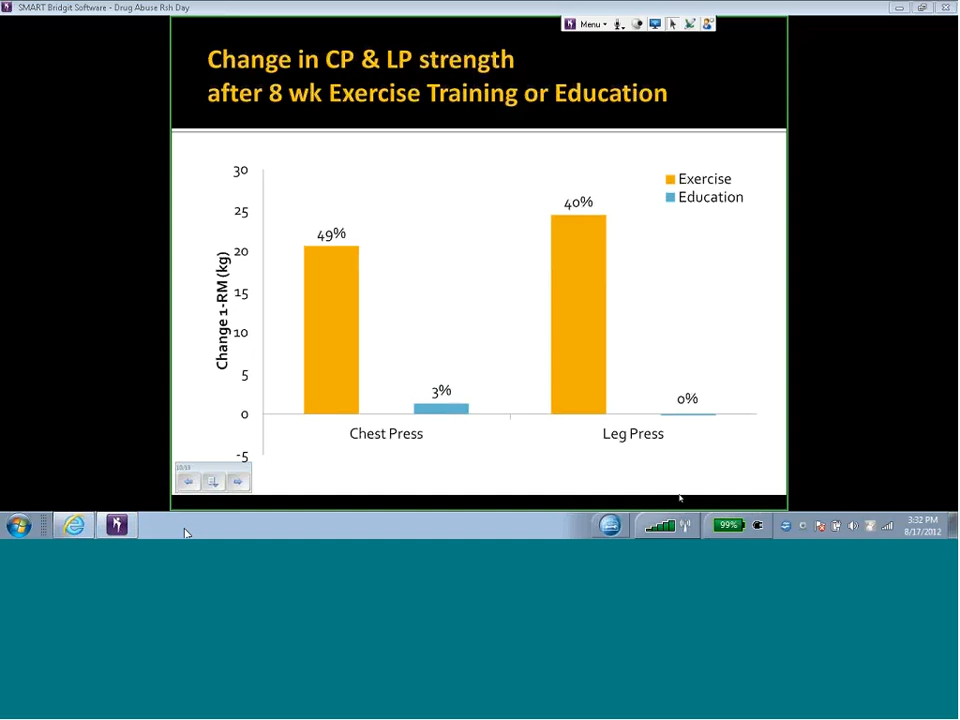 SMART Bridgit Software - Drug Abuse Rsh Day
Menu
Change in CP & LP strength
after 8 wk Exercise Training or Education
30
25
20
15
10
5
0
-5
Change 1-RM (kg)
49%
3%
40%
0%
Exercise
Education
Chest Press
Leg Press
99%
3:32 PM
8/17/2012